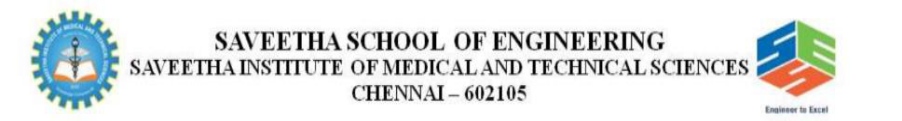 SAVEETHA SCHOOL OF ENGINEERING
SAVEETHA INSTITUTE OF MEDICAL AND TECHNICAL SCIENCES
CHENNAI – 602105
Engineer to Excel